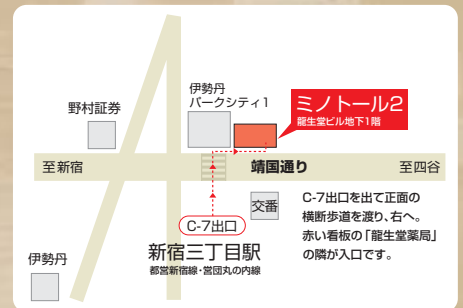 伊勢丹
パークシティ1
野村証券
ミノトール2
龍生堂ビル地下1階
至新宿
靖国通り
至四谷
交番
C-7出口
C-7出口を出て正面の
横断歩道を渡り、右へ。
赤い看板の「龍生堂薬局」
の隣が入口です。
新宿三丁目駅
都営新宿線・営団丸の内線
伊勢丹